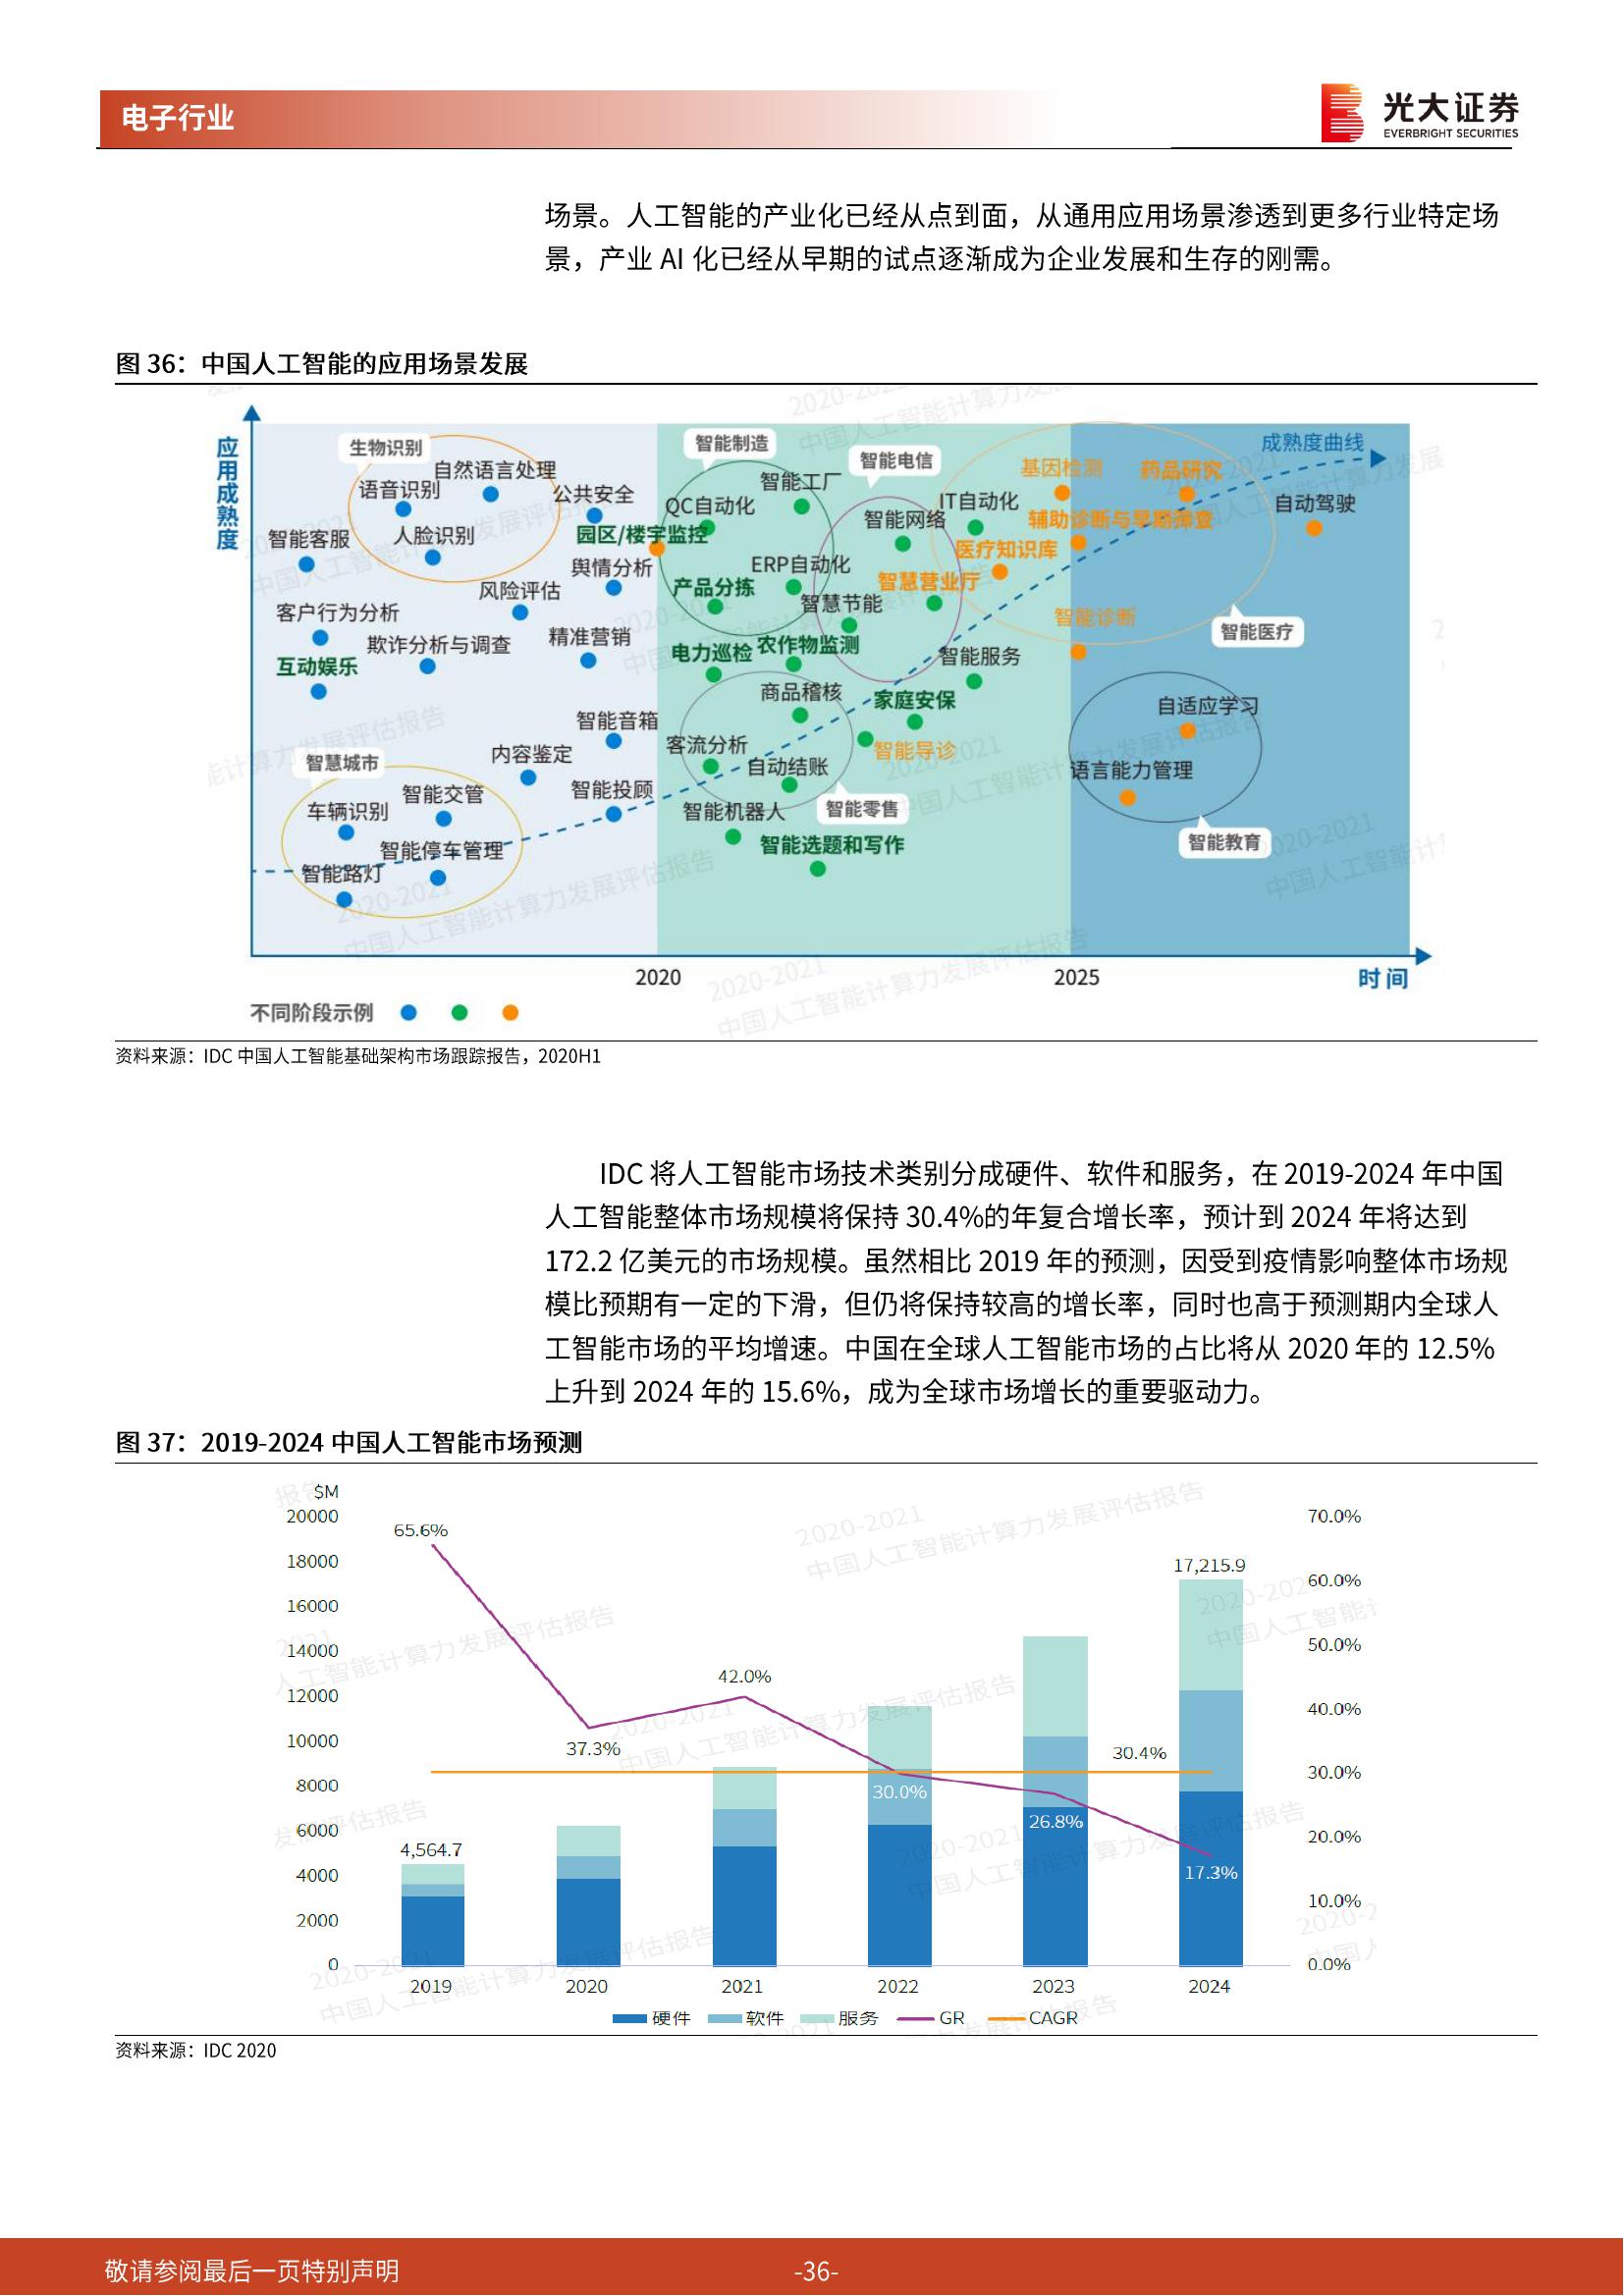 电子行业
光大证券
EVERBRIGHT SECURITIES
场景。人工智能的产业化已经从点到面，从通用应用场景渗透到更多行业特定场
景，产业 AI 化已经从早期的试点逐渐成为企业发展和生存的刚需。
图 36：中国人工智能的应用场景发展
应用成熟度
生物识别
自然语言处理
语音识别
人脸识别
智能客服
公共安全
园区/楼宇监控
舆情分析
风险评估
客户行为分析
欺诈分析与调查
精准营销
互动娱乐
智能音箱
内容鉴定
智能投顾
智慧城市
智能交管
车辆识别
智能停车管理
智能路灯
智能制造
智能工厂
QC自动化
ERP自动化
产品分拣
智慧节能
电力巡检
农作物监测
商品稽核
客流分析
自动结账
智能机器人
智能零售
智能选题和写作
智能电信
IT自动化
智能网络
智慧营业厅
智能服务
家庭安保
智能导诊
基因检测
药品研究
辅助诊断与早期筛查
医疗知识库
智能诊断
智能医疗
成熟度曲线
自动驾驶
自适应学习
语言能力管理
智能教育
2020
2025
时间
不同阶段示例
资料来源：IDC 中国人工智能基础架构市场跟踪报告，2020H1
IDC 将人工智能市场技术类别分成硬件、软件和服务，在 2019-2024 年中国
人工智能整体市场规模将保持 30.4%的年复合增长率，预计到 2024 年将达到
172.2 亿美元的市场规模。虽然相比 2019 年的预测，因受到疫情影响整体市场规
模比预期有一定的下滑，但仍将保持较高的增长率，同时也高于预测期内全球人
工智能市场的平均增速。中国在全球人工智能市场的占比将从 2020 年的 12.5%
上升到 2024 年的 15.6%，成为全球市场增长的重要驱动力。
图 37：2019-2024 中国人工智能市场预测
$M
20000
18000
16000
14000
12000
10000
8000
6000
4000
2000
0
70.0%
60.0%
50.0%
40.0%
30.0%
20.0%
10.0%
0.0%
65.6%
37.3%
42.0%
30.0%
26.8%
17.3%
30.4%
4,564.7
17,215.9
2019 2020 2021 2022 2023 2024
硬件 软件 服务 GR CAGR
资料来源：IDC 2020
2020-2021
中国人工智能计算力发展评估报告
敬请参阅最后一页特别声明
-36-